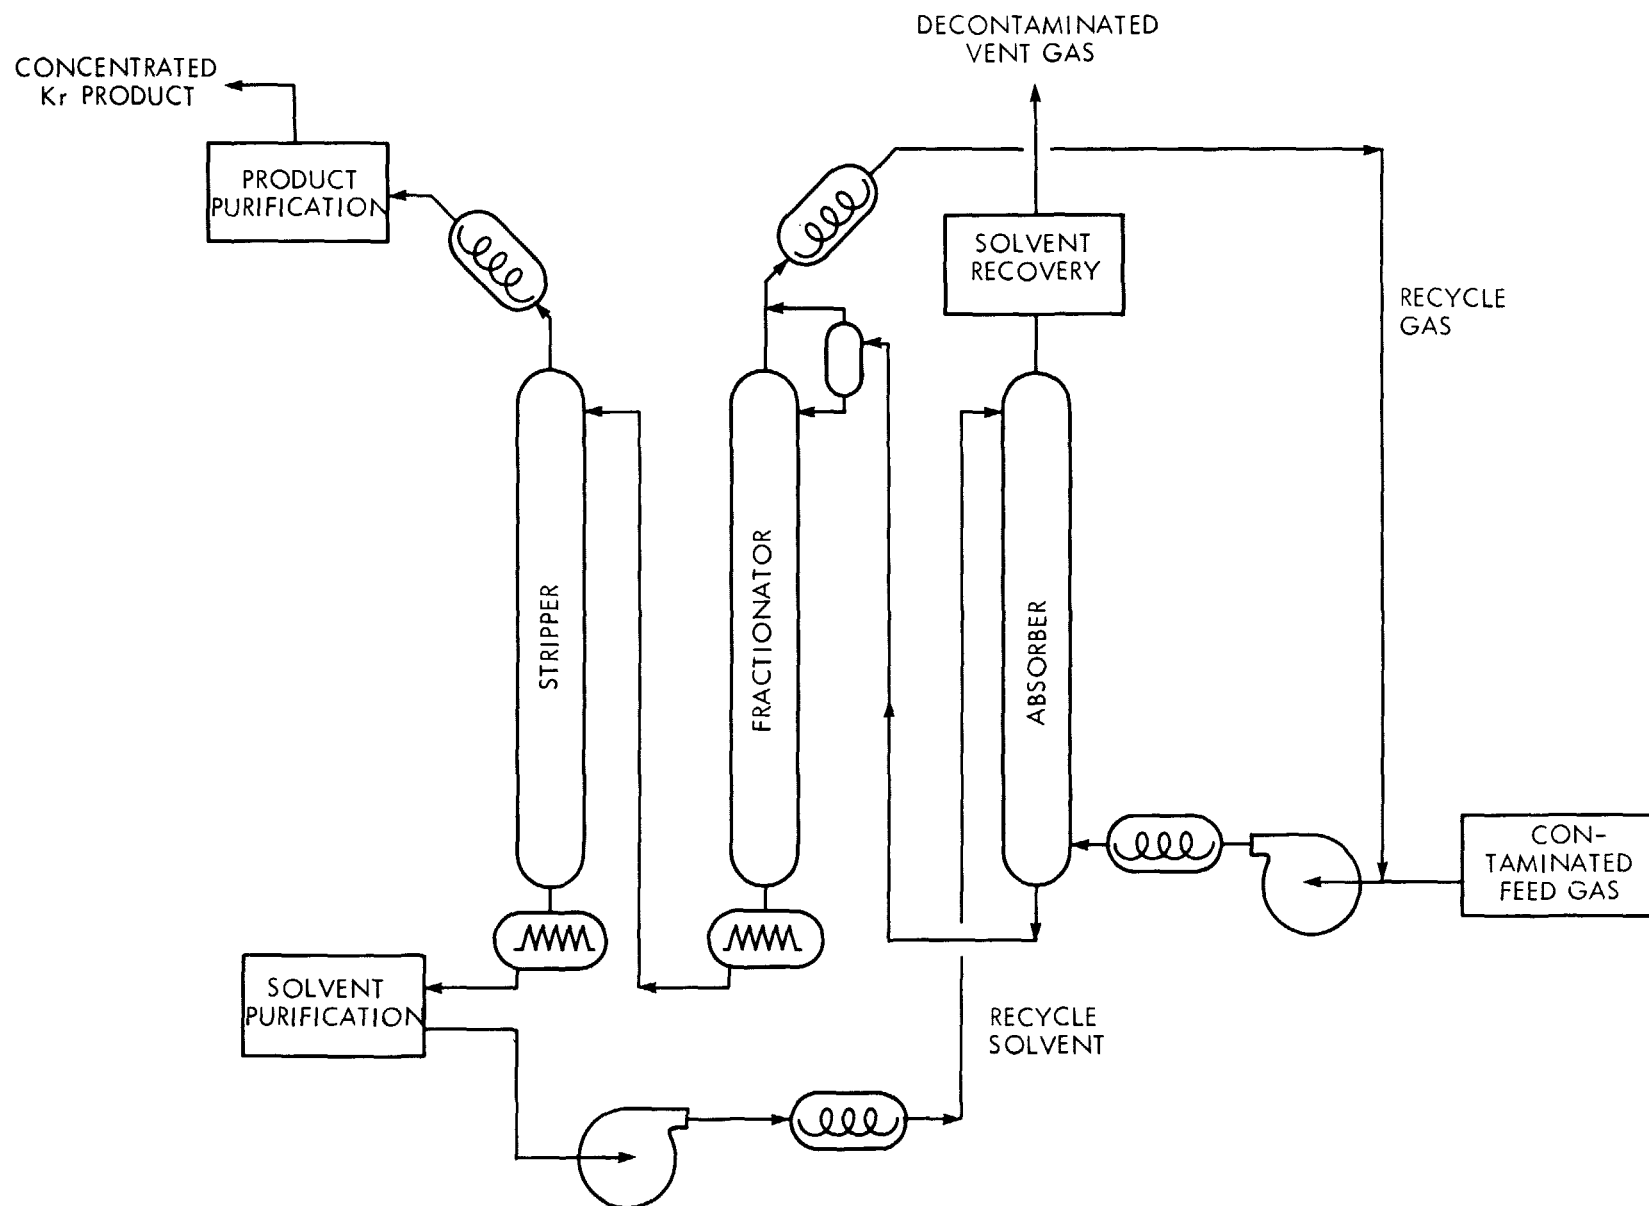 DECONTAMINATED
VENT GAS
CONCENTRATED
Kr PRODUCT
PRODUCT
PURIFICATION
SOLVENT
RECOVERY
RECYCLE
GAS
STRIPPER
FRACTIONATOR
ABSORBER
CON-
TAMINATED
FEED GAS
SOLVENT
PURIFICATION
RECYCLE
SOLVENT